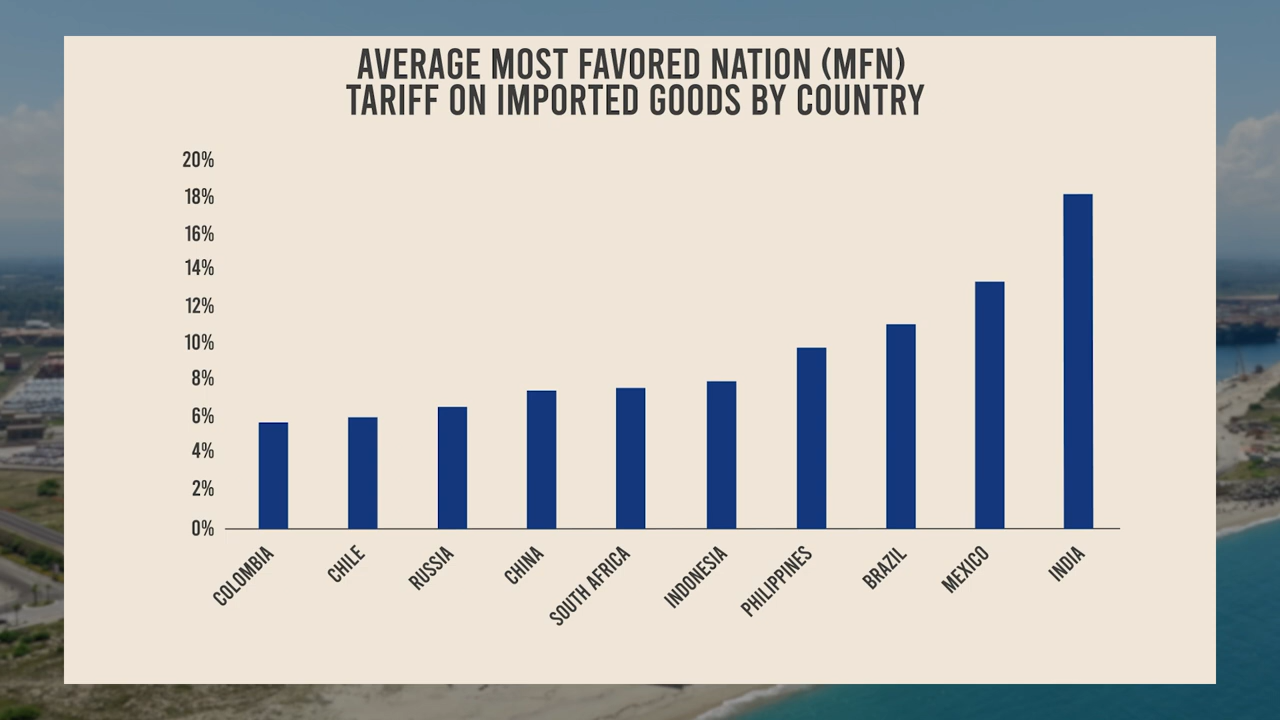 AVERAGE MOST FAVORED NATION (MFN)
TARIFF ON IMPORTED GOODS BY COUNTRY
20%
18%
16%
14%
12%
10%
8%
6%
4%
2%
0%
COLOMBIA
CHILE
RUSSIA
CHINA
SOUTH AFRICA
INDONESIA
PHILIPPINES
BRAZIL
MEXICO
INDIA